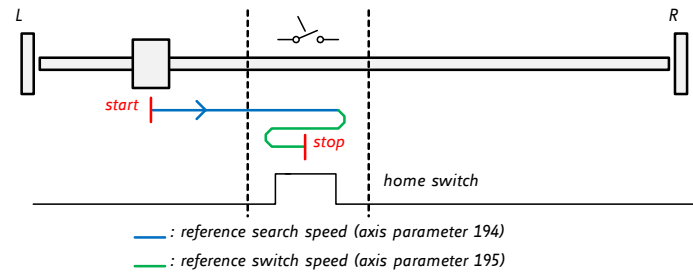 L
R
start
stop
home switch
: reference search speed (axis parameter 194)
: reference switch speed (axis parameter 195)